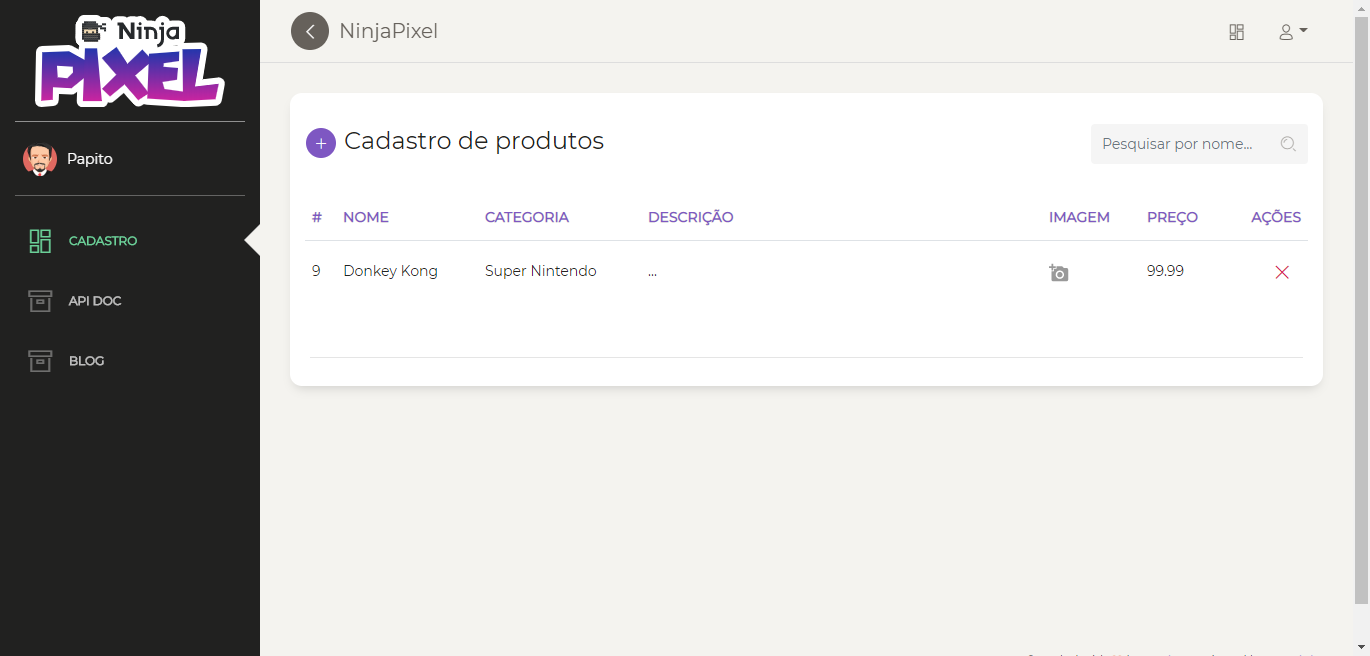 Ninja
PIXEL
NinjaPixel
Papito
CADASTRO
API DOC
BLOG
+ Cadastro de produtos
Pesquisar por nome...
# NOME CATEGORIA DESCRIÇÃO IMAGEM PREÇO AÇÕES
9 Donkey Kong Super Nintendo ... 99.99